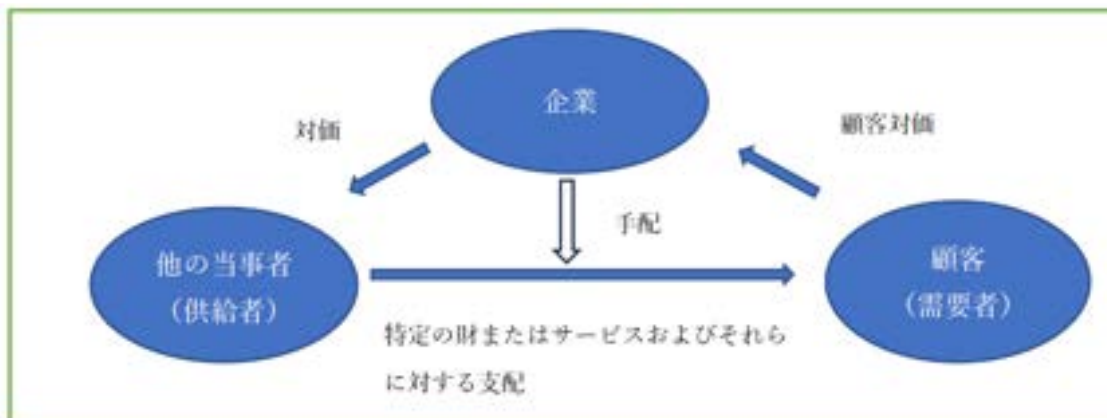 企業
対価
顧客対価
手配
他の当事者
（供給者）
顧客
（需要者）
特定の財またはサービスおよびそれら
に対する支配